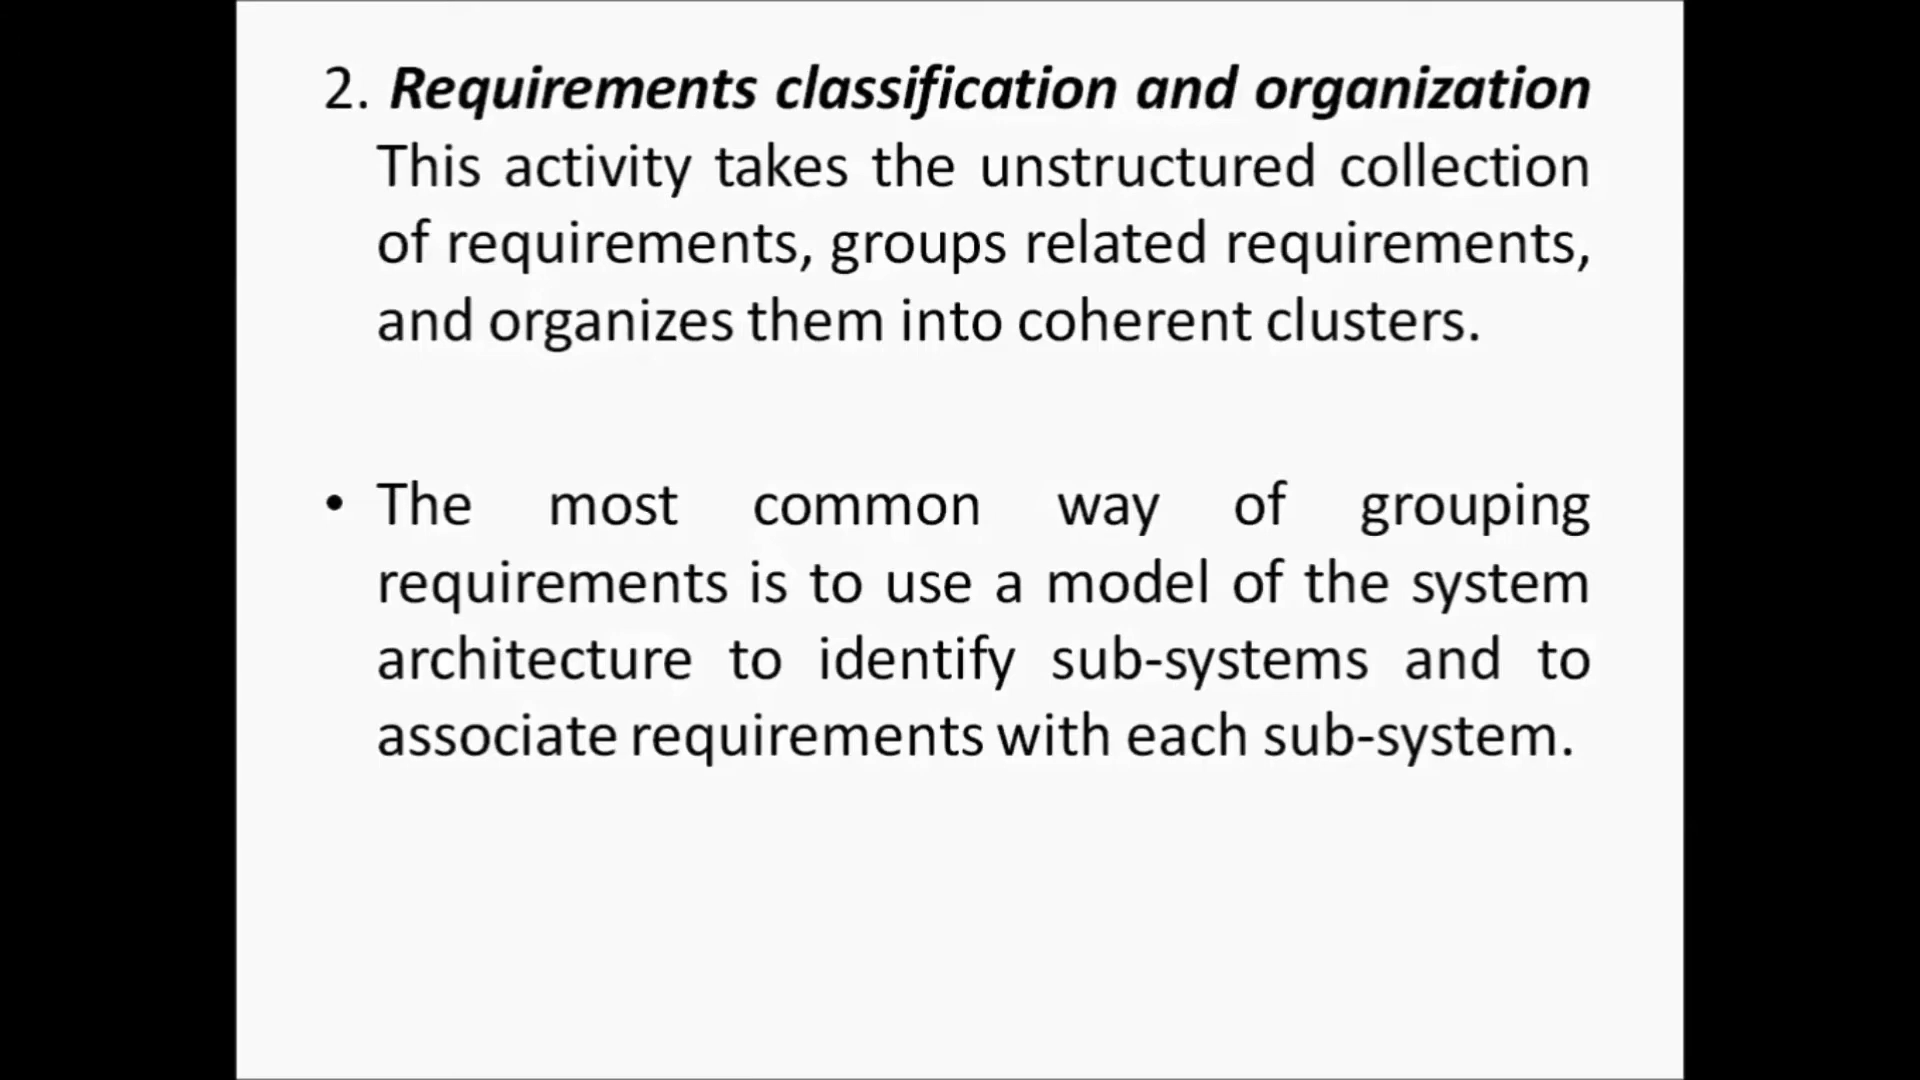 2. Requirements classification and organization
This activity takes the unstructured collection
of requirements, groups related requirements,
and organizes them into coherent clusters.
• The most common way of grouping
requirements is to use a model of the system
architecture to identify sub-systems and to
associate requirements with each sub-system.